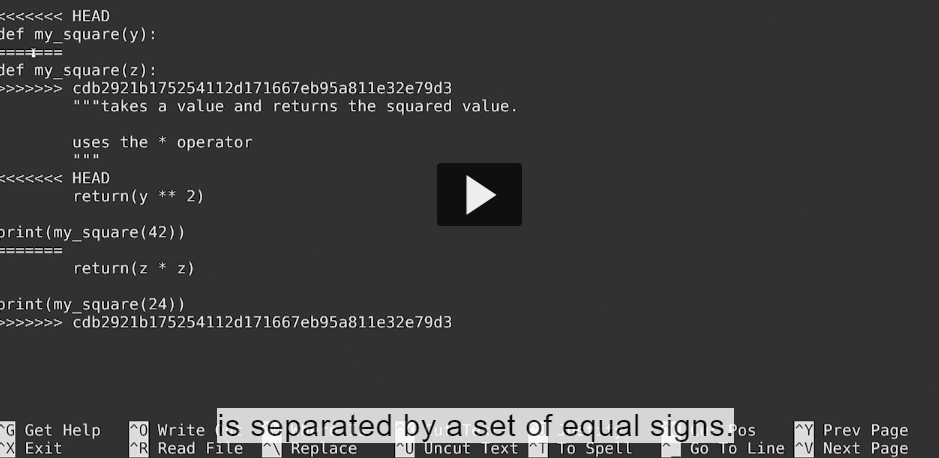 <<<<<<< HEAD
def my_square(y):
=======
def my_square(z):
>>>>>>> cdb2921b175254112d171667eb95a811e32e79d3
"""takes a value and returns the squared value.
uses the * operator
"""
<<<<<<< HEAD
return(y ** 2)
print(my_square(42))
=======
return(z * z)
print(my_square(24))
>>>>>>> cdb2921b175254112d171667eb95a811e32e79d3
is separated by a set of equal signs.
^G Get Help ^O Write Pos ^Y Prev Page
^X Exit ^R Read File ^\ Replace ^U Uncut Text ^T To Spell ^_ Go To Line ^V Next Page